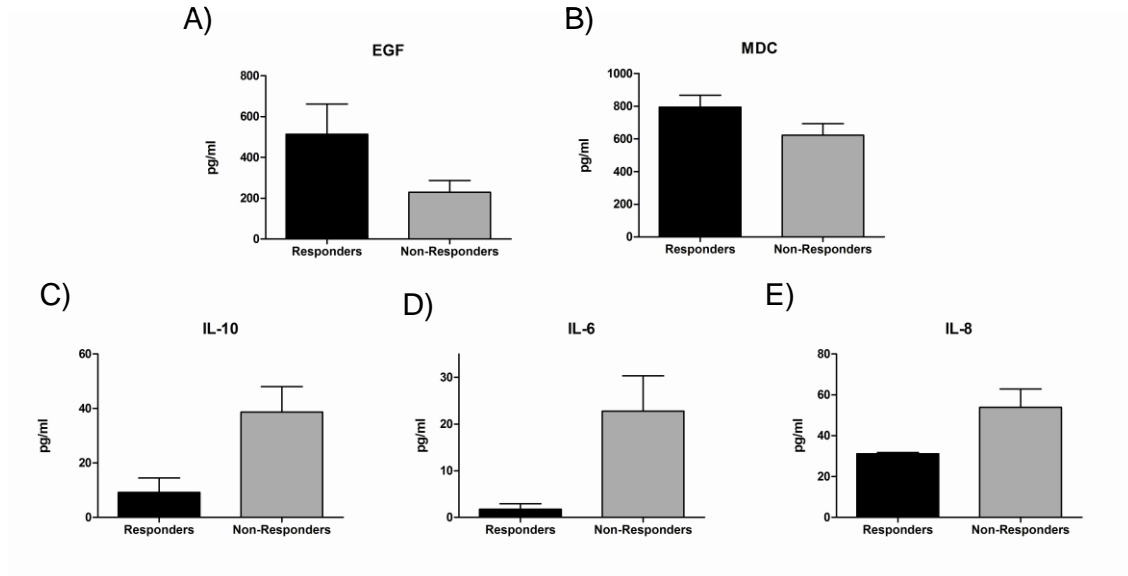 A)
EGF
800
600
400
200
0
pg/ml
Responders Non-Responders
B)
MDC
1000
800
600
400
200
0
pg/ml
Responders Non-Responders
C)
IL-10
60
40
20
0
pg/ml
Responders Non-Responders
D)
IL-6
30
20
10
0
pg/ml
Responders Non-Responders
E)
IL-8
80
60
40
20
0
pg/ml
Responders Non-Responders